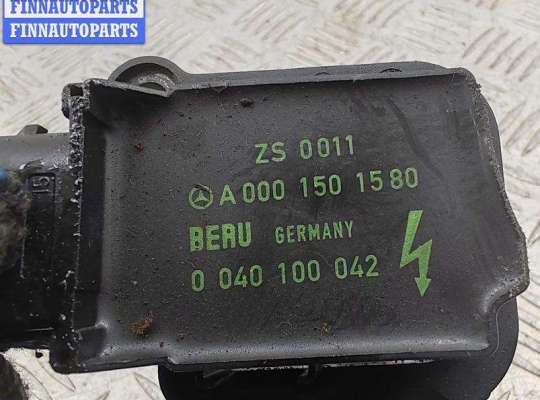 FINNAUTOPARTS
FINNAUTOPARTS
ZS 0011
A 000 150 15 80
BERU GERMANY
0 040 100 042